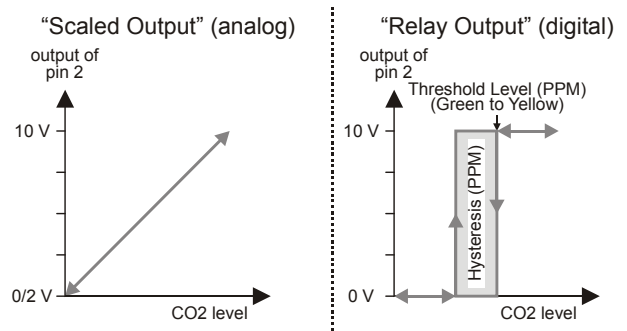 “Scaled Output” (analog)
output of
pin 2
10 V
0/2 V
CO2 level
“Relay Output” (digital)
output of
pin 2
Threshold Level (PPM)
(Green to Yellow)
10 V
Hysteresis (PPM)
0 V
CO2 level